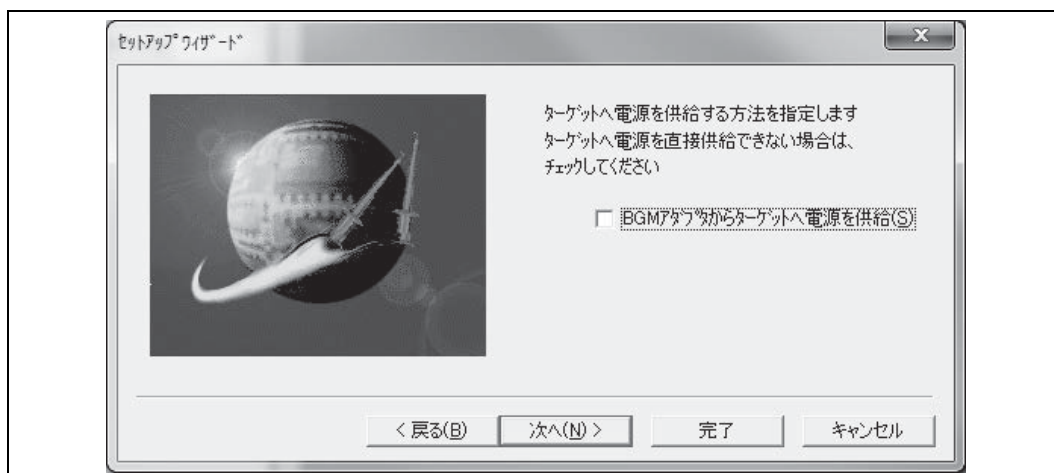 ｾｯﾄｱｯﾌﾟ ｳｨｻﾞｰﾄﾞ
ﾀｰｹﾞｯﾄへ電源を供給する方法を指定します
ﾀｰｹﾞｯﾄへ電源を直接供給できない場合は、
ﾁｪｯｸしてください
BGMｱﾀﾞﾌﾟﾀからﾀｰｹﾞｯﾄへ電源を供給(S)
< 戻る(B)
次へ(N) >
完了
キャンセル